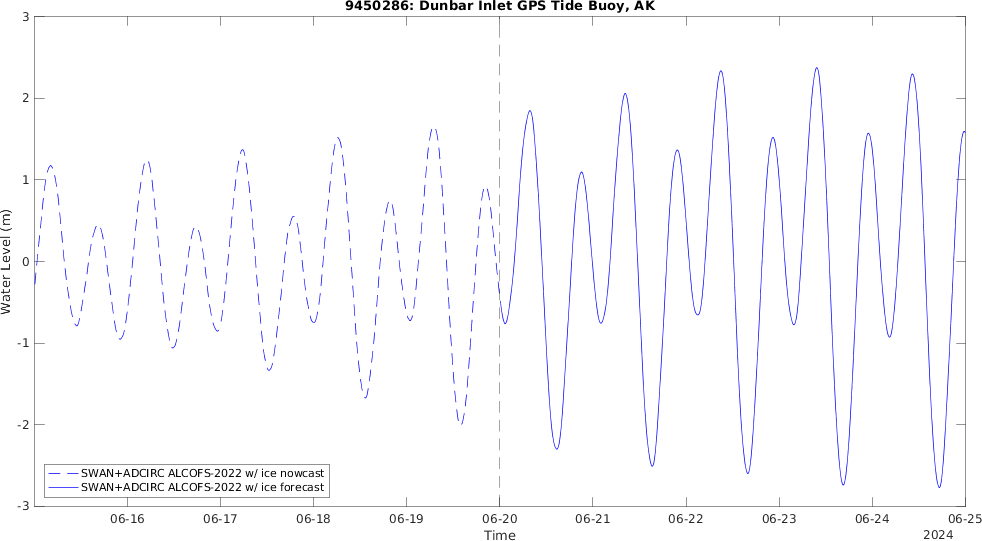 9450286: Dunbar Inlet GPS Tide Buoy, AK
3
2
1
0
-1
-2
-3
Water Level (m)
SWAN+ADCIRC ALCOFS-2022 w/ ice nowcast
SWAN+ADCIRC ALCOFS-2022 w/ ice forecast
06-16 06-17 06-18 06-19 06-20 06-21 06-22 06-23 06-24 06-25
Time
2024